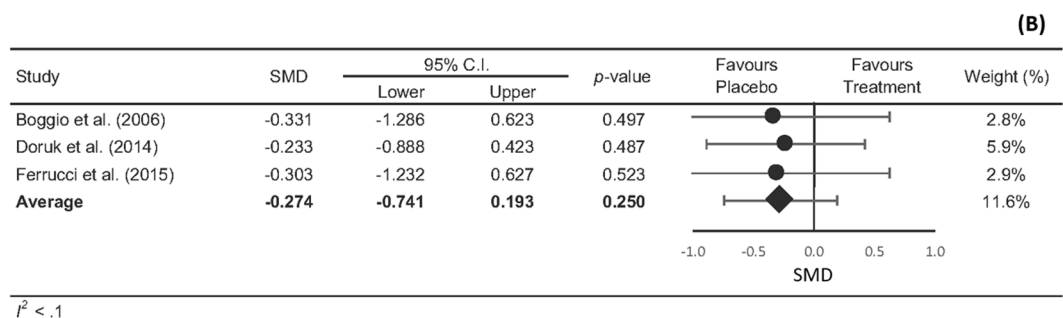 (B)
Study SMD 95% C.I. p-value Favours Placebo Favours Treatment Weight (%)
Lower Upper
Boggio et al. (2006) -0.331 -1.286 0.623 0.497 2.8%
Doruk et al. (2014) -0.233 -0.888 0.423 0.487 5.9%
Ferrucci et al. (2015) -0.303 -1.232 0.627 0.523 2.9%
Average -0.274 -0.741 0.193 0.250 11.6%
-1.0 -0.5 0.0 0.5 1.0
SMD
I² < .1